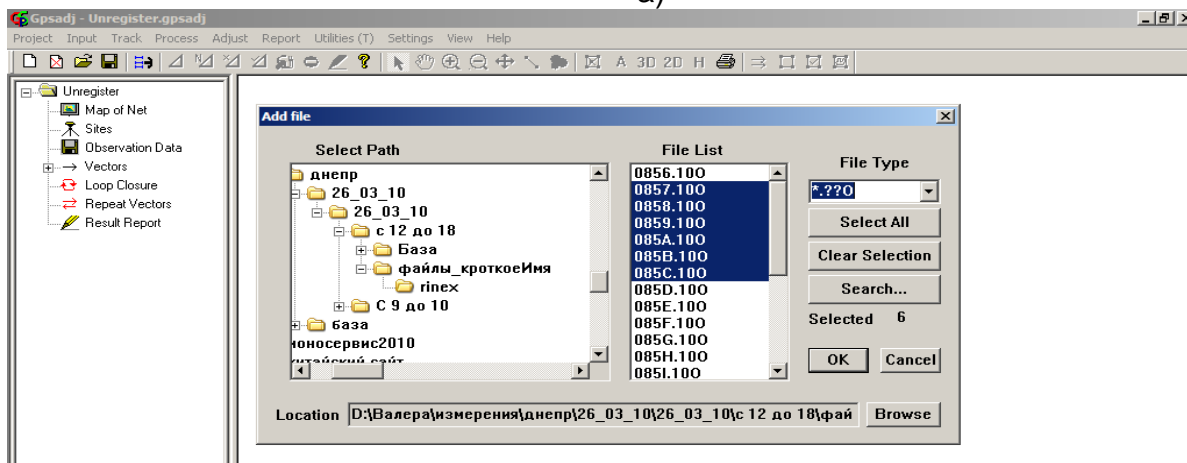 а)
Gpsadj - Unregister.gpsadj
Project Input Track Process Adjust Report Utilities (T) Settings View Help
A 3D 2D H
Unregister
Map of Net
Sites
Observation Data
Vectors
Loop Closure
Repeat Vectors
Result Report
Add file
Select Path
днепр
26_03_10
26_03_10
с 12 до 18
База
файлы_кроткоеИмя
rinex
С 9 до 10
база
китайский сайт
File List
0856.10O
0857.10O
0858.10O
0859.10O
085A.10O
085B.10O
085C.10O
085D.10O
085E.10O
085F.10O
085G.10O
085H.10O
085I.10O
File Type
*.??O
Select All
Clear Selection
Search...
Selected 6
OK Cancel
Location D:\Валера\измерения\днепр\26_03_10\26_03_10\с 12 до 18\фай Browse